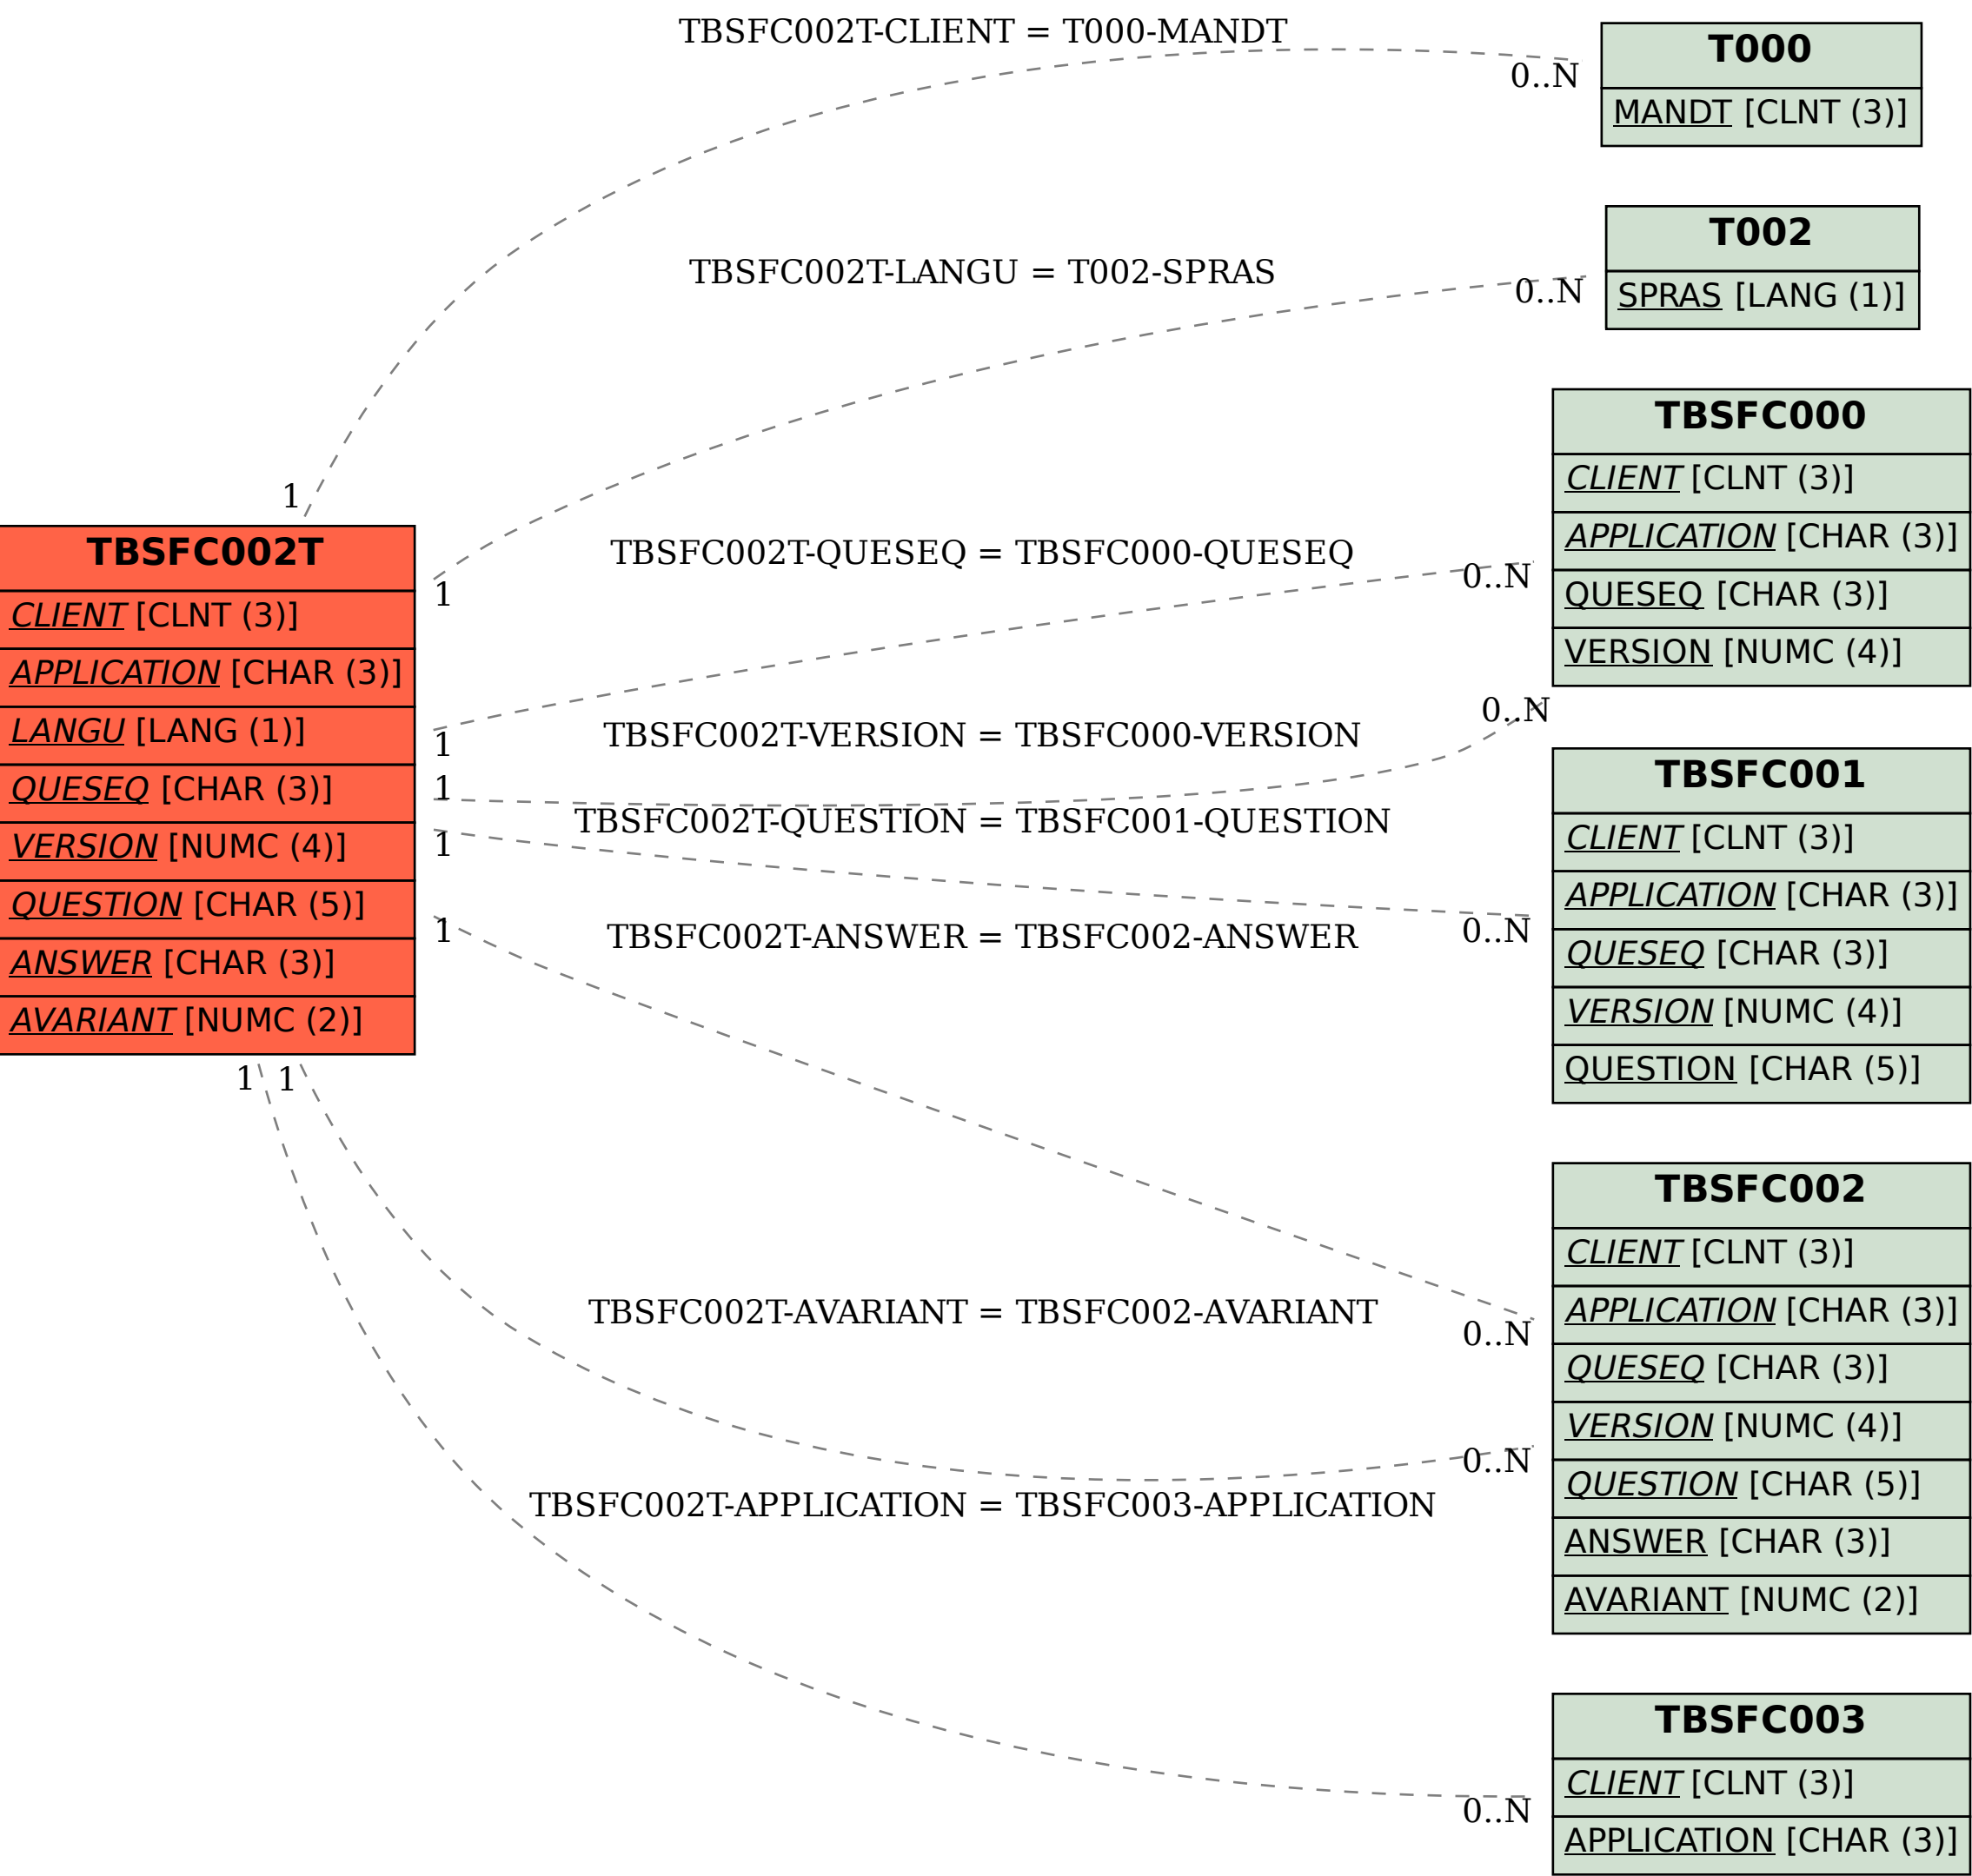 TBSFC002T-CLIENT = T000-MANDT
0..N
T000
MANDT [CLNT (3)]
T002
SPRAS [LANG (1)]
TBSFC002T-LANGU = T002-SPRAS
0..N
TBSFC000
CLIENT [CLNT (3)]
APPLICATION [CHAR (3)]
QUESEQ [CHAR (3)]
VERSION [NUMC (4)]
1
TBSFC002T
CLIENT [CLNT (3)]
APPLICATION [CHAR (3)]
LANGU [LANG (1)]
QUESEQ [CHAR (3)]
VERSION [NUMC (4)]
QUESTION [CHAR (5)]
ANSWER [CHAR (3)]
AVARIANT [NUMC (2)]
1
TBSFC002T-QUESEQ = TBSFC000-QUESEQ
0..N
1
TBSFC002T-VERSION = TBSFC000-VERSION
0..N
1
TBSFC002T-QUESTION = TBSFC001-QUESTION
1
0..N
TBSFC001
CLIENT [CLNT (3)]
APPLICATION [CHAR (3)]
QUESEQ [CHAR (3)]
VERSION [NUMC (4)]
QUESTION [CHAR (5)]
1
TBSFC002T-ANSWER = TBSFC002-ANSWER
0..N
1
1
TBSFC002T-AVARIANT = TBSFC002-AVARIANT
0..N
TBSFC002
CLIENT [CLNT (3)]
APPLICATION [CHAR (3)]
QUESEQ [CHAR (3)]
VERSION [NUMC (4)]
QUESTION [CHAR (5)]
ANSWER [CHAR (3)]
AVARIANT [NUMC (2)]
TBSFC002T-APPLICATION = TBSFC003-APPLICATION
0..N
TBSFC003
CLIENT [CLNT (3)]
APPLICATION [CHAR (3)]